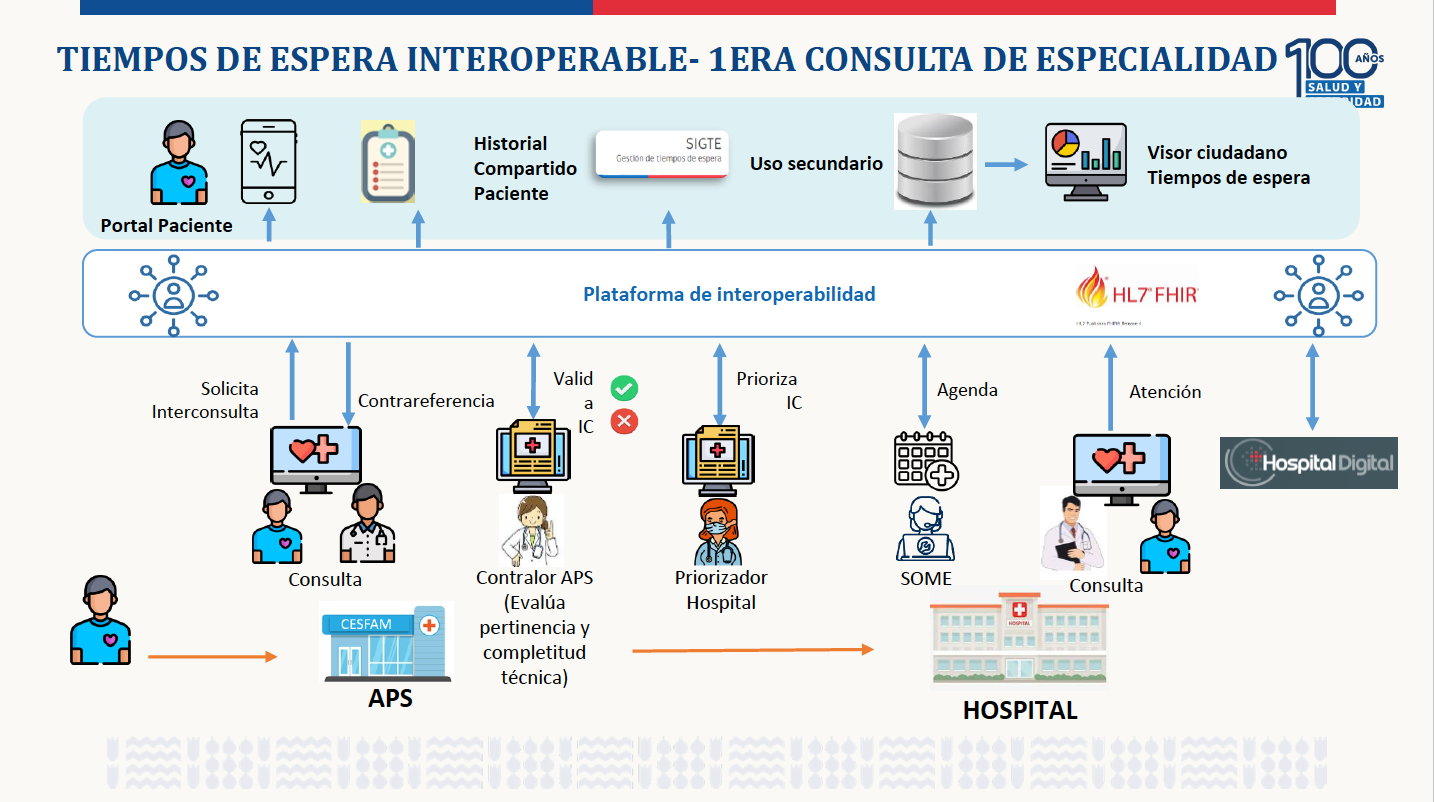 TIEMPOS DE ESPERA INTEROPERABLE- 1ERA CONSULTA DE ESPECIALIDAD
100
AÑOS
SALUD Y
Portal Paciente
Historial
Compartido
Paciente
SIGTE
Gestión de tiempos de espera
Uso secundario
Visor ciudadano
Tiempos de espera
Plataforma de interoperabilidad
HL7® FHIR®
Solicita
Interconsulta
Contrareferencia
Valid
a
IC
Prioriza
IC
Agenda
Atención
HospitalDigital
Consulta
Contralor APS
(Evalúa
pertinencia y
completitud
técnica)
Priorizador
Hospital
SOME
Consulta
CESFAM
APS
HOSPITAL
HOSPITAL